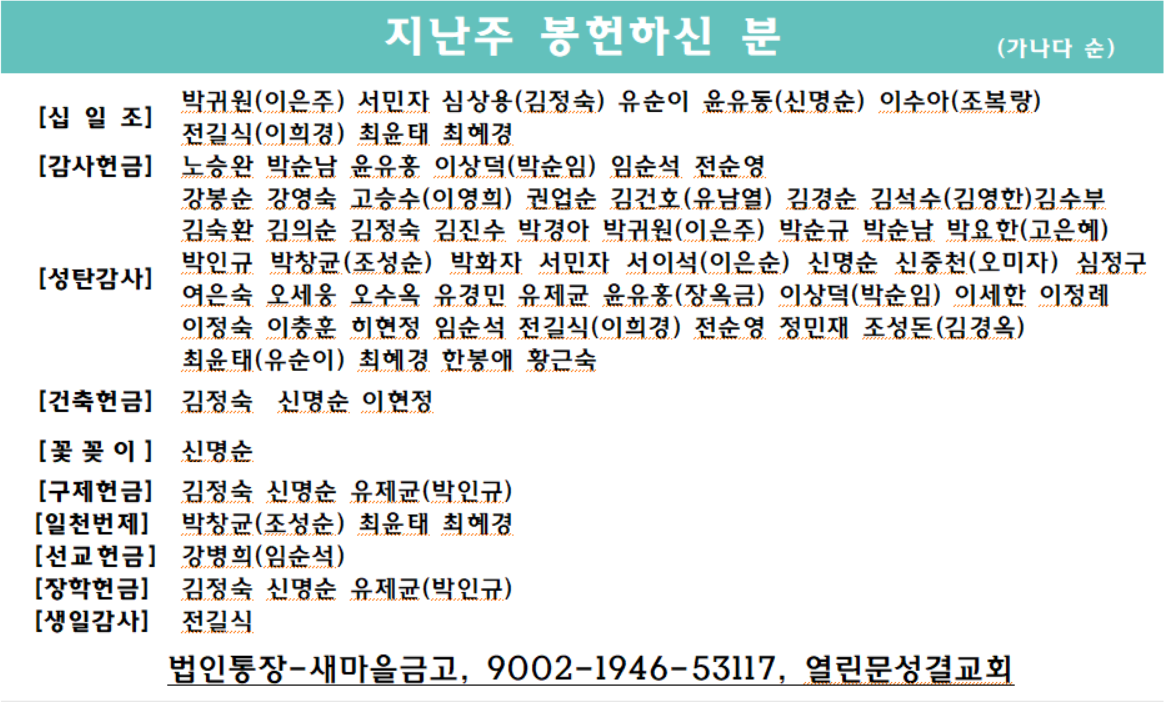 지난주 봉헌하신 분 (가나다 순)
[십 일 조] 박귀원(이은주) 서민자 심상용(김정숙) 유순이 윤유동(신명순) 이수아(조복랑)
전길식(이희경) 최윤태 최혜경
[감사헌금] 노승완 박순남 윤유홍 이상덕(박순임) 임순석 전순영
강봉순 강영숙 고승수(이영희) 권업순 김건호(유남열) 김경순 김석수(김영한)김수부
김숙환 김의순 김정숙 김진수 박경아 박귀원(이은주) 박순규 박순남 박요한(고은혜)
[성탄감사] 박인규 박창균(조성순) 박화자 서민자 서이석(이은순) 신명순 신중천(오미자) 심정구
여은숙 오세웅 오수옥 유경민 유제균 윤유홍(장옥금) 이상덕(박순임) 이세한 이정례
이정숙 이충훈 히현정 임순석 전길식(이희경) 전순영 정민재 조성돈(김경옥)
최윤태(유순이) 최혜경 한봉애 황근숙
[건축헌금] 김정숙 신명순 이현정
[꽃 꽂 이] 신명순
[구제헌금] 김정숙 신명순 유제균(박인규)
[일천번제] 박창균(조성순) 최윤태 최혜경
[선교헌금] 강병희(임순석)
[장학헌금] 김정숙 신명순 유제균(박인규)
[생일감사] 전길식
법인통장-새마을금고, 9002-1946-53117, 열린문성결교회